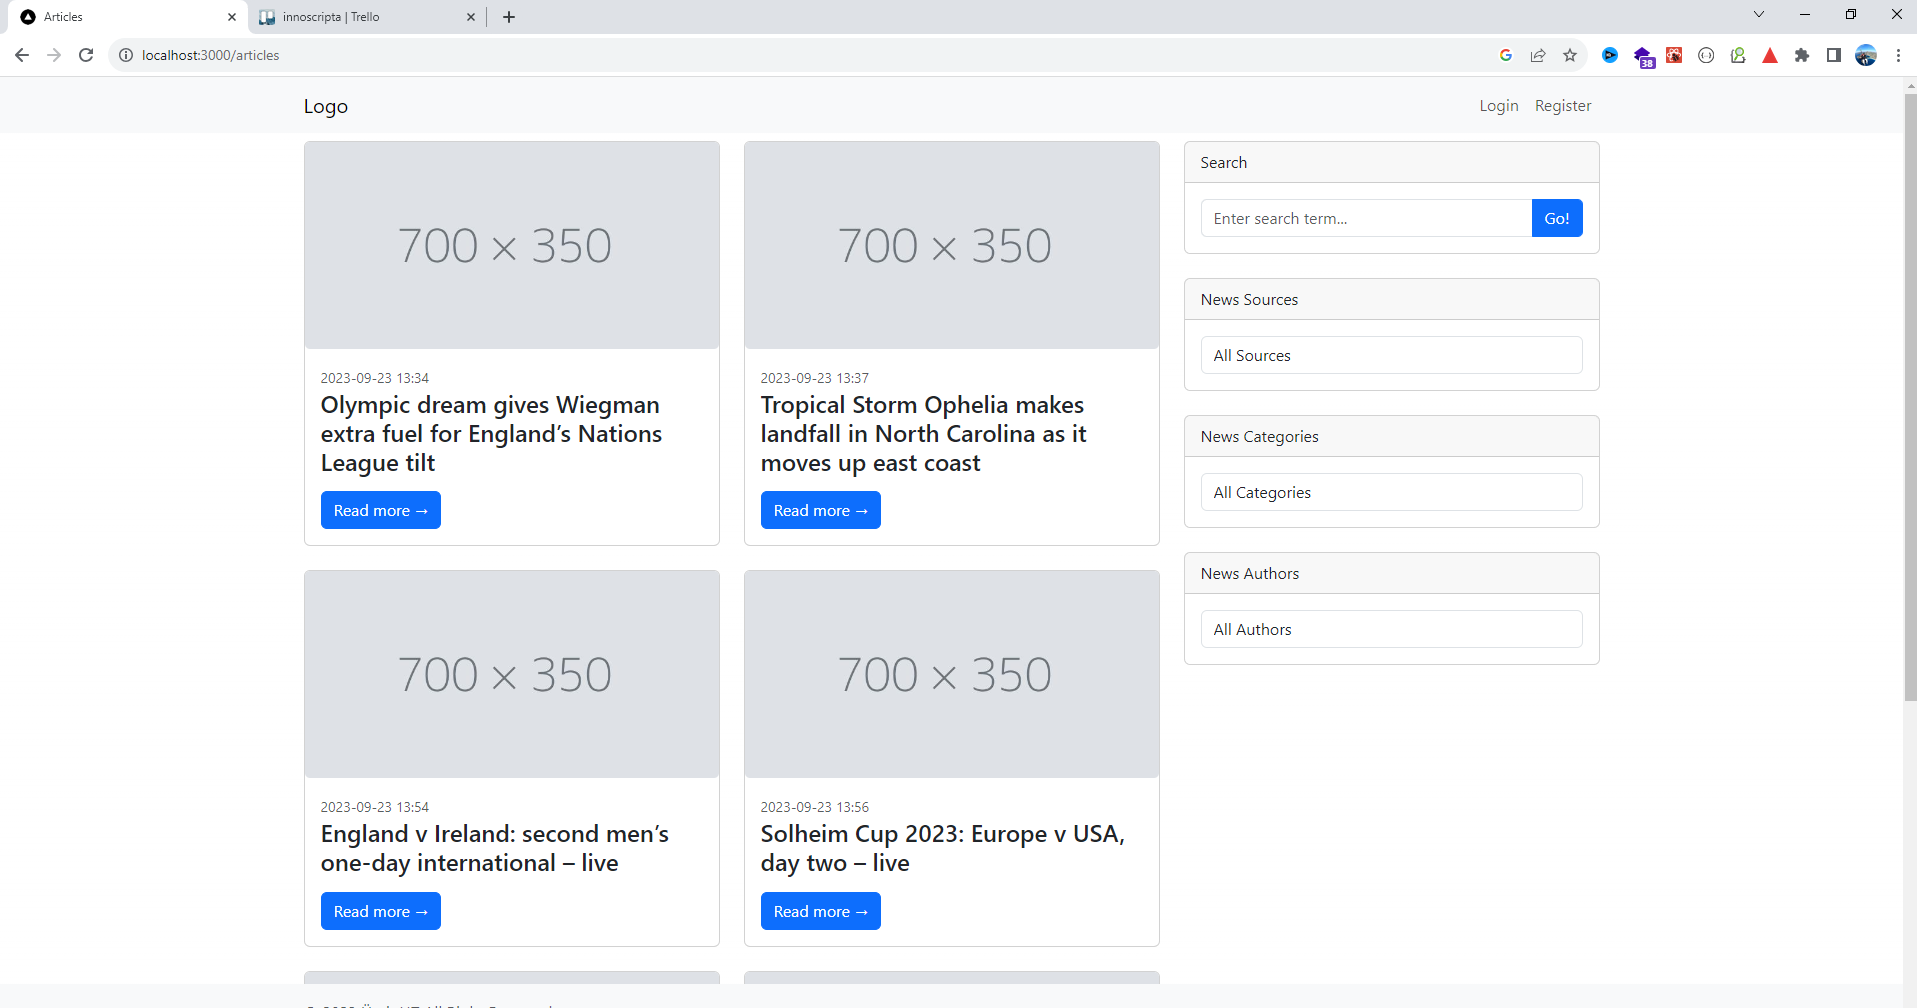 Articles
innoscripta | Trello
localhost:3000/articles
38
Logo
Login Register
700 × 350
2023-09-23 13:34
Olympic dream gives Wiegman
extra fuel for England’s Nations
League tilt
Read more →
700 × 350
2023-09-23 13:37
Tropical Storm Ophelia makes
landfall in North Carolina as it
moves up east coast
Read more →
700 × 350
2023-09-23 13:54
England v Ireland: second men’s
one-day international – live
Read more →
700 × 350
2023-09-23 13:56
Solheim Cup 2023: Europe v USA,
day two – live
Read more →
Search
Enter search term...
Go!
News Sources
All Sources
News Categories
All Categories
News Authors
All Authors